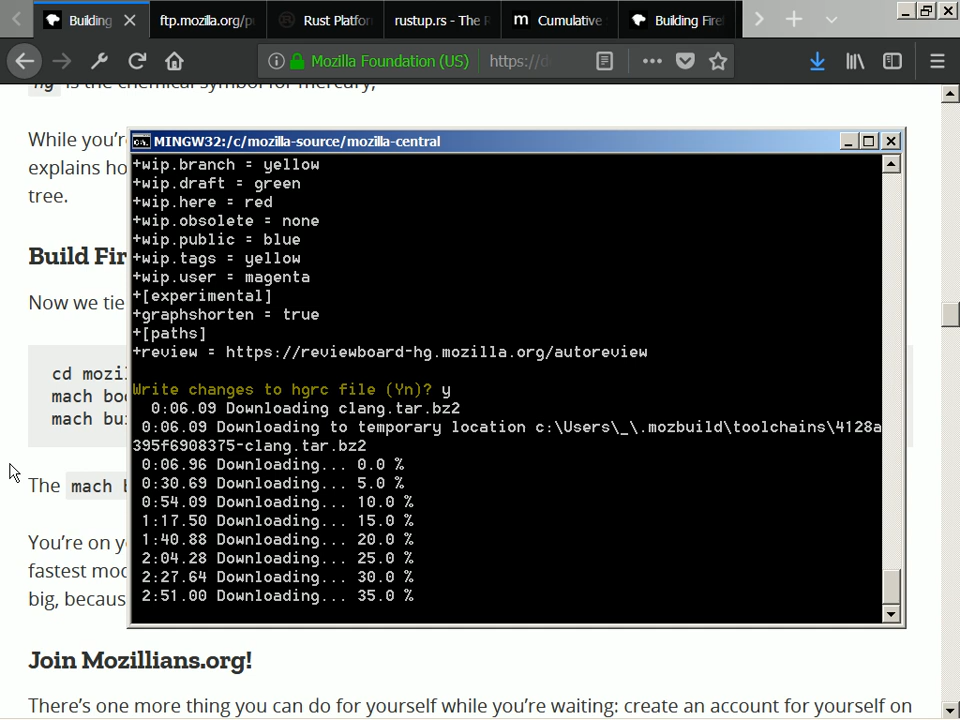 Building
ftp.mozilla.org/p
Rust Platfor
rustup.rs - The R
Cumulative
Building Fire
Mozilla Foundation (US)
https://d
hg is the chemical symbol for mercury,
While you're
explains ho
tree.
Build Fir
Now we tie
cd mozil
mach boo
mach bui
The mach b
You're on y
fastest mod
big, becaus
MINGW32:/c/mozilla-source/mozilla-central
+wip.branch = yellow
+wip.draft = green
+wip.here = red
+wip.obsolete = none
+wip.public = blue
+wip.tags = yellow
+wip.user = magenta
+[experimental]
+graphshorten = true
+[paths]
+review = https://reviewboard-hg.mozilla.org/autoreview
Write changes to hgrc file (Yn)? y
0:06.09 Downloading clang.tar.bz2
0:06.09 Downloading to temporary location c:\Users\_\.mozbuild\toolchains\4128a
395f6908375-clang.tar.bz2
0:06.96 Downloading... 0.0 %
0:30.69 Downloading... 5.0 %
0:54.09 Downloading... 10.0 %
1:17.50 Downloading... 15.0 %
1:40.88 Downloading... 20.0 %
2:04.28 Downloading... 25.0 %
2:27.64 Downloading... 30.0 %
2:51.00 Downloading... 35.0 %
Join Mozillians.org!
There's one more thing you can do for yourself while you're waiting: create an account for yourself on